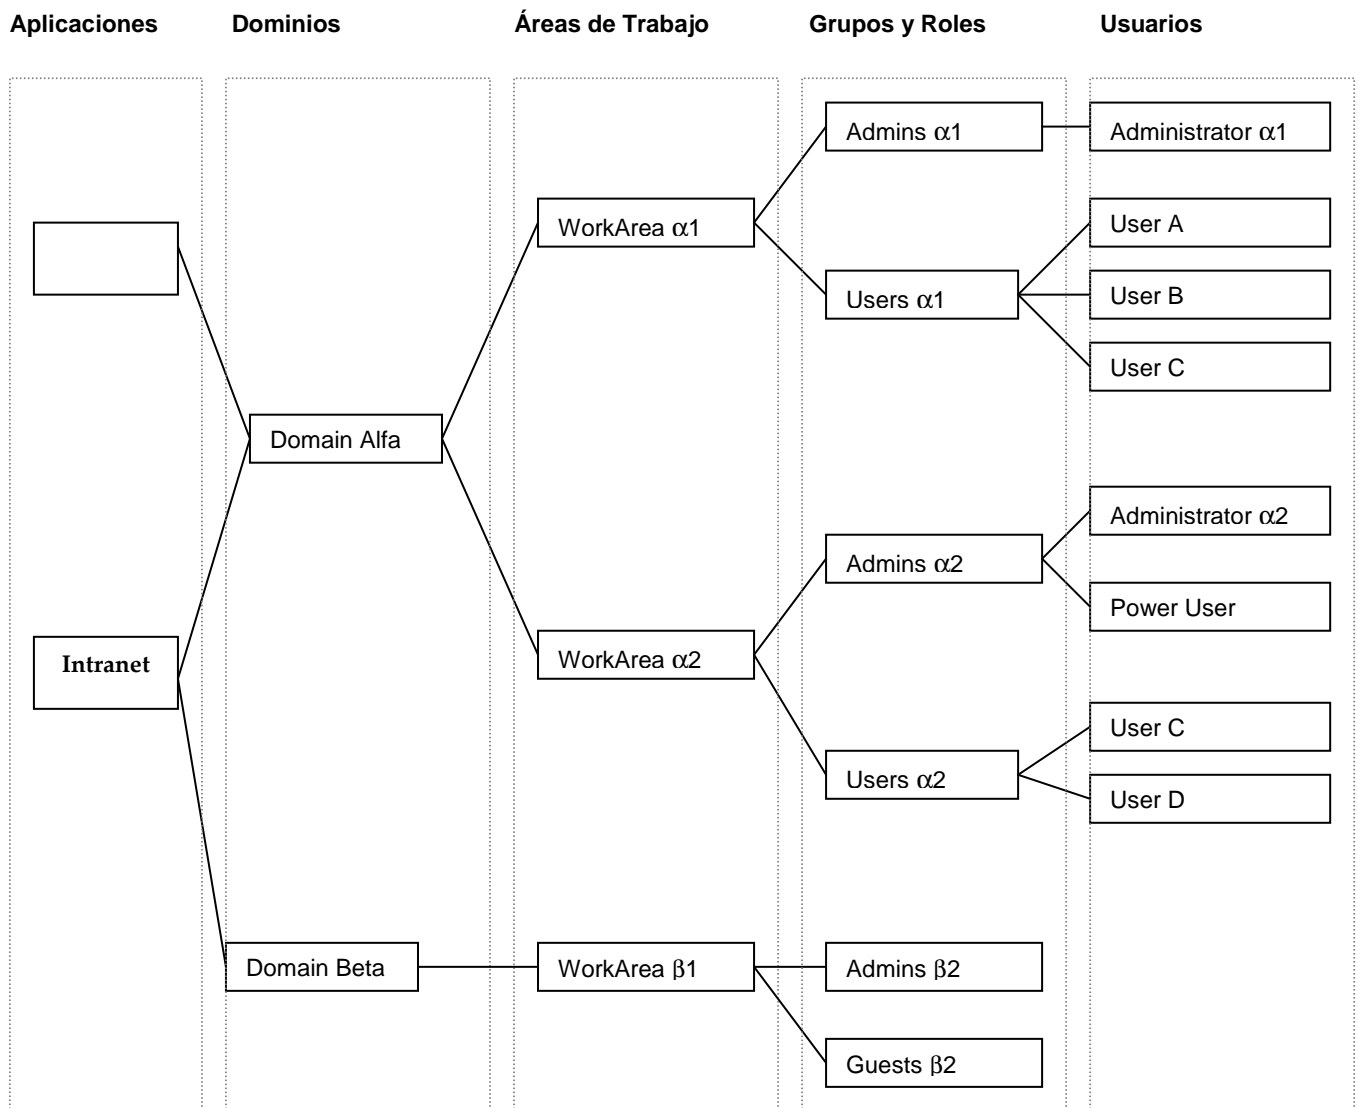 Aplicaciones Dominios Áreas de Trabajo Grupos y Roles Usuarios
Admins α1
Administrator α1
WorkArea α1
User A
Users α1
User B
User C
Domain Alfa
Administrator α2
Admins α2
Power User
Intranet
WorkArea α2
User C
Users α2
User D
Domain Beta
WorkArea β1
Admins β2
Guests β2